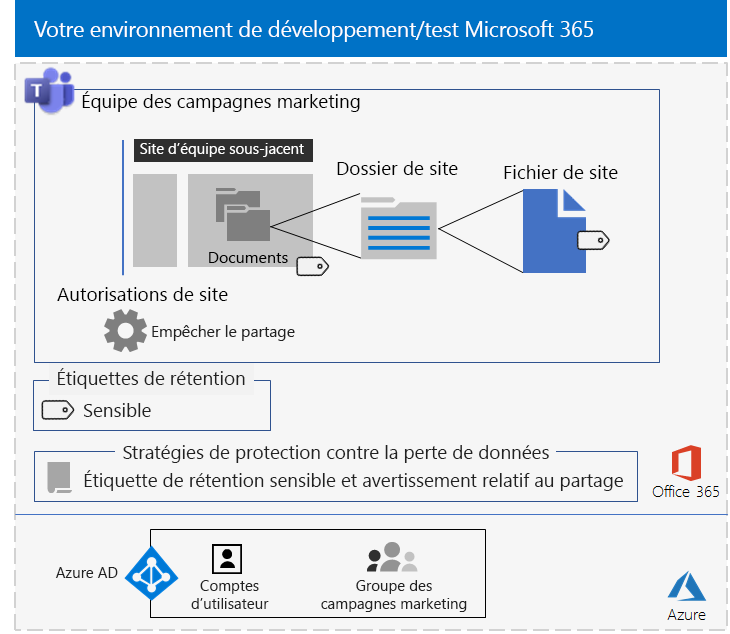 Votre environnement de développement/test Microsoft 365
T
Équipe des campagnes marketing
Site d'équipe sous-jacent
Dossier de site
Fichier de site
Documents
Autorisations de site
Empêcher le partage
Étiquettes de rétention
Sensible
Stratégies de protection contre la perte de données
Étiquette de rétention sensible et avertissement relatif au partage
Office 365
Azure AD
Comptes
d'utilisateur
Groupe des
campagnes marketing
Azure